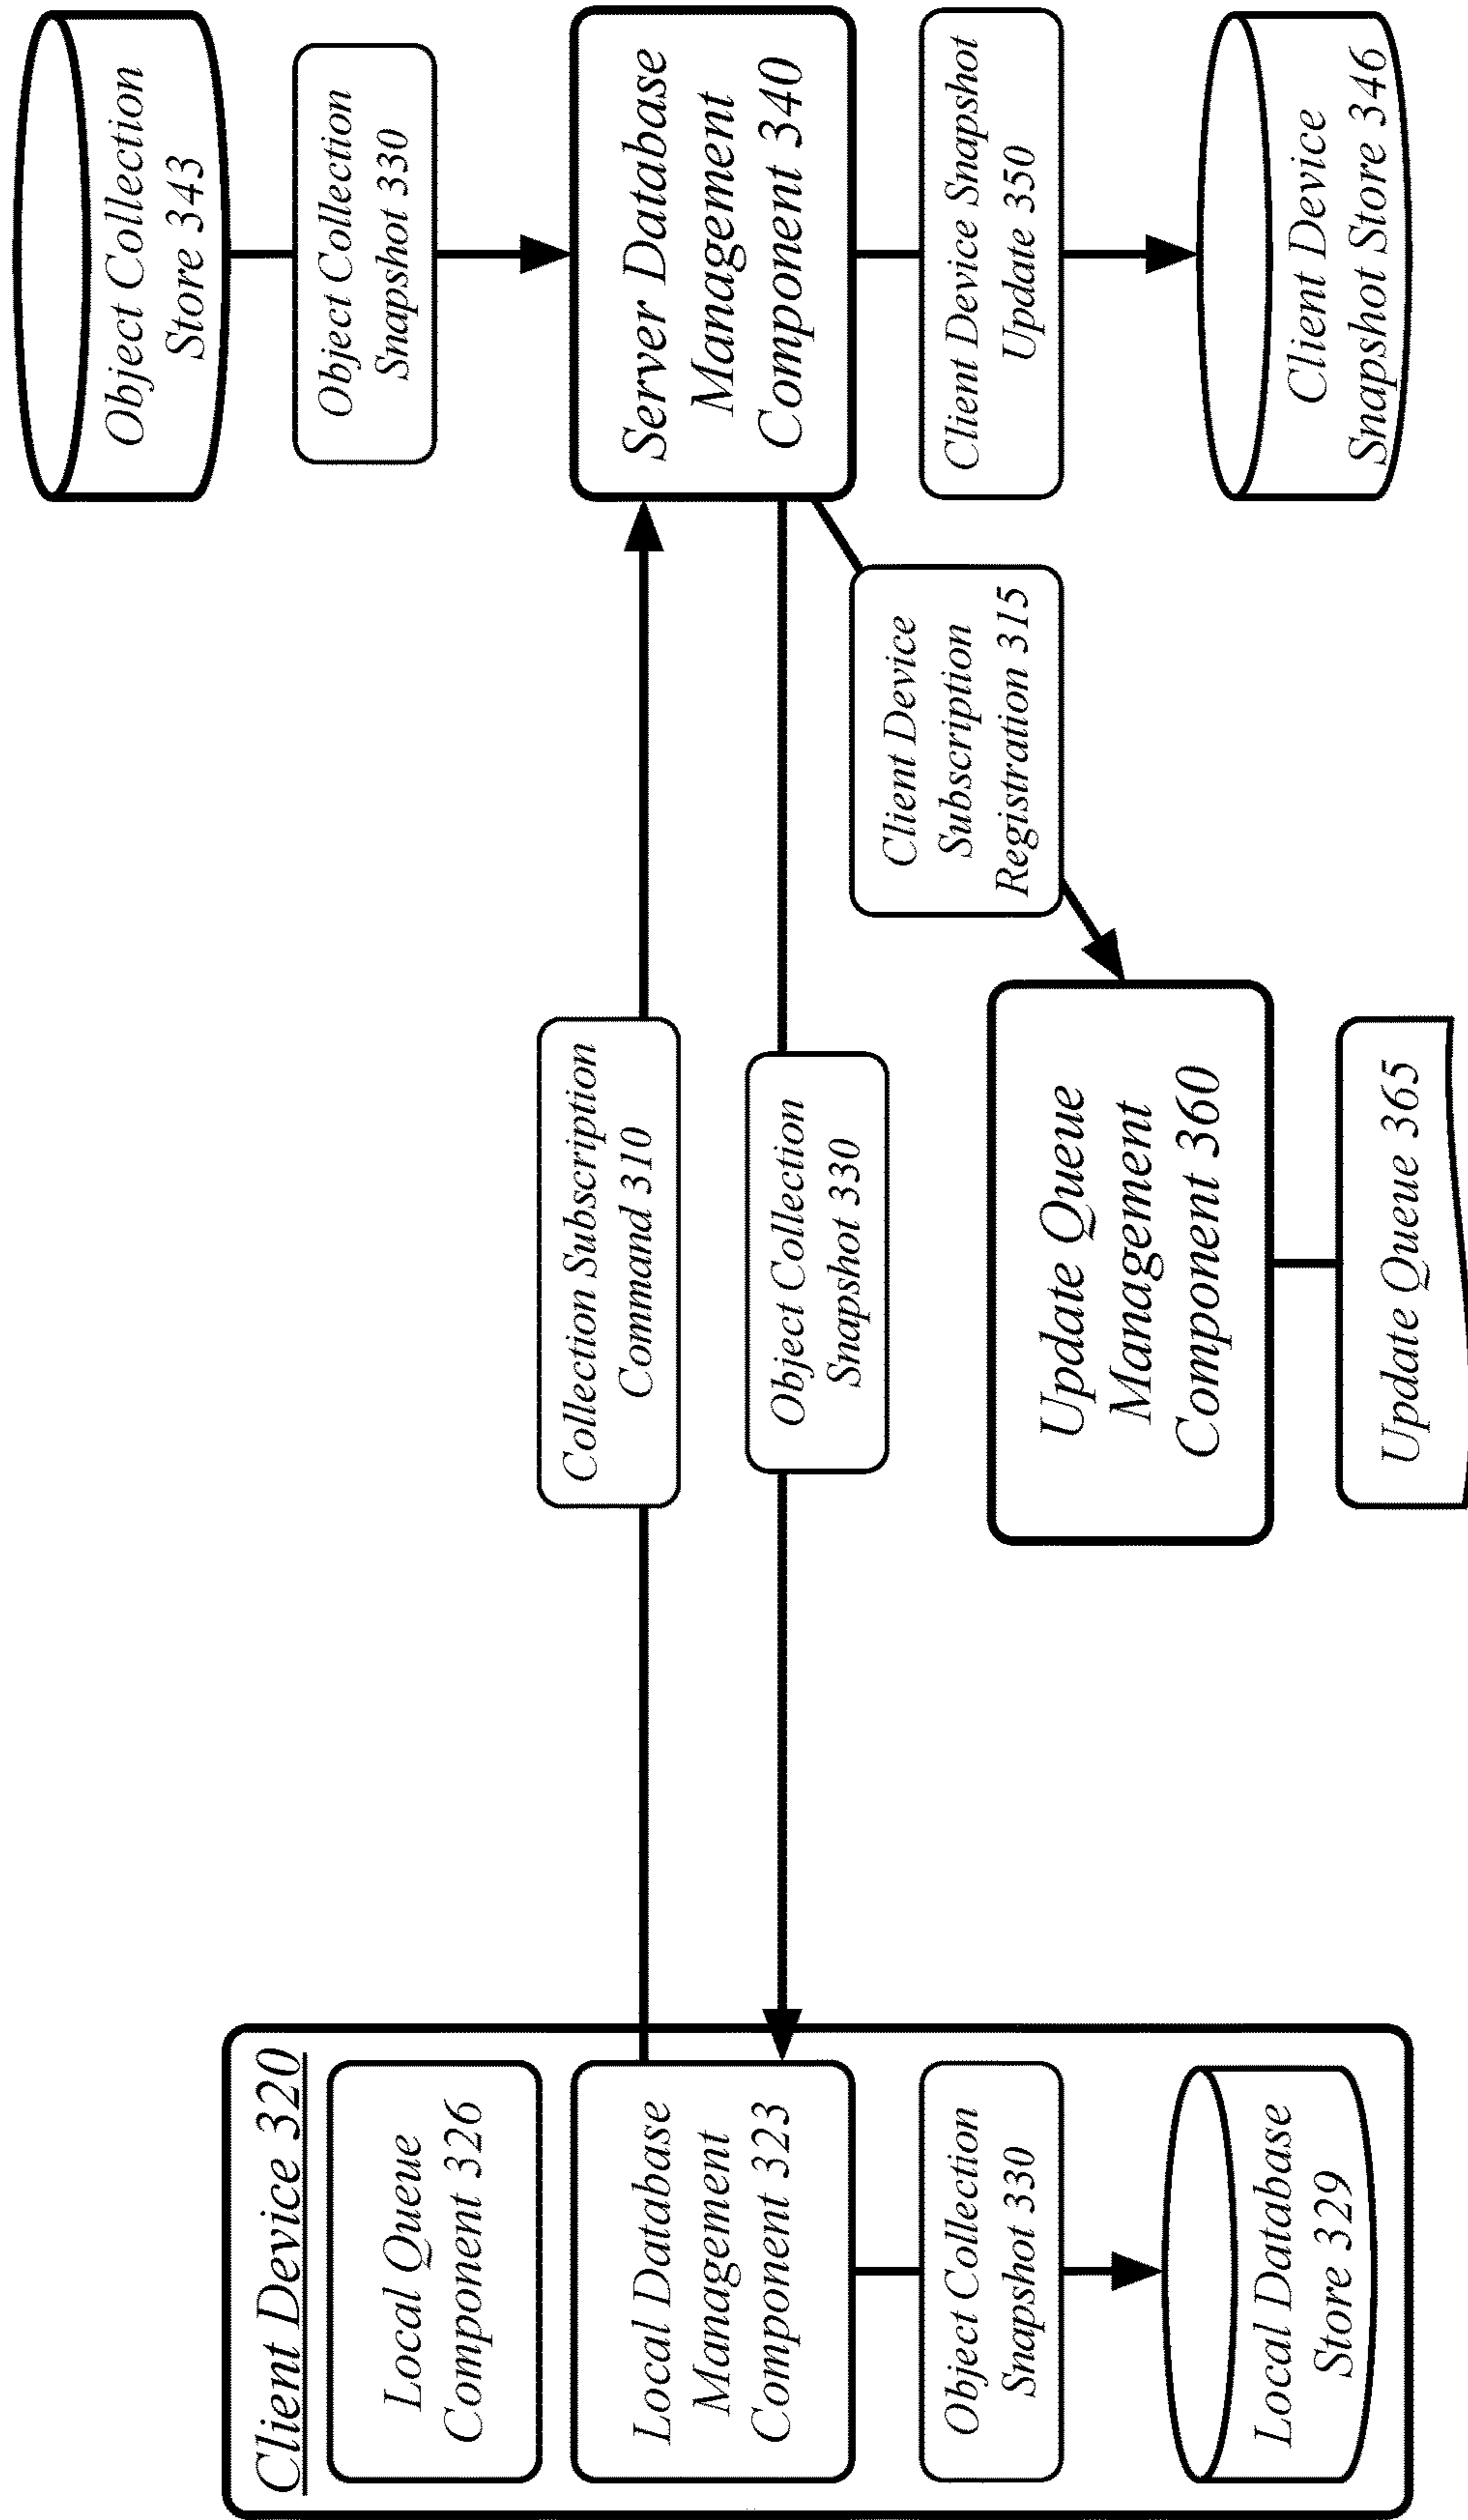 Client Device 320
Local Queue
Component 326
Local Database
Management
Component 323
Object Collection
Snapshot 330
Local Database
Store 329
Collection Subscription
Command 310
Object Collection
Snapshot 330
Update Queue
Management
Component 360
Update Queue 365
Client Device
Subscription
Registration 315
Object Collection
Store 343
Object Collection
Snapshot 330
Server Database
Management
Component 340
Client Device Snapshot
Update 350
Client Device
Snapshot Store 346